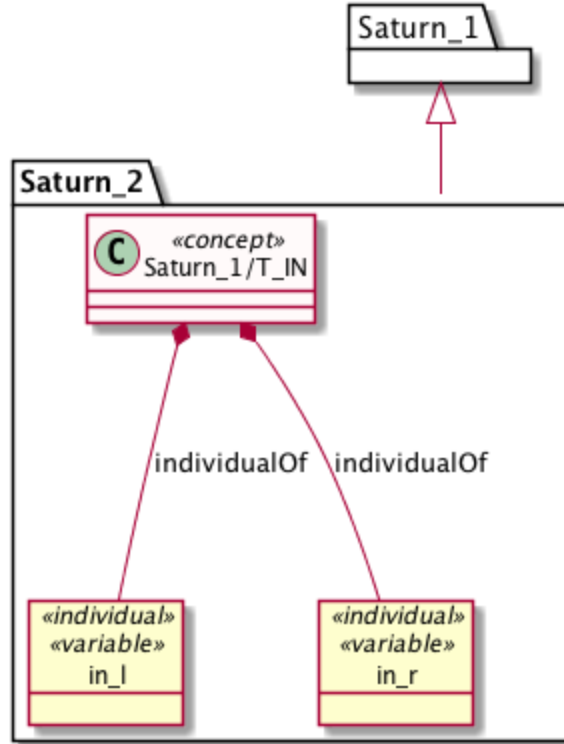 Saturn_1
Saturn_2
C
«concept»
Saturn_1/T_IN
individualOf
individualOf
«individual»
«variable»
in_l
«individual»
«variable»
in_r